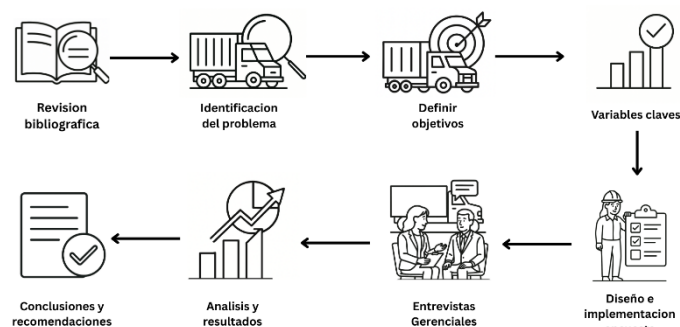 Revision
bibliografica
Identificacion
del problema
Definir
objetivos
Variables claves
Diseño e
implementacion
Entrevistas
Gerenciales
Analisis y
resultados
Conclusiones y
recomendaciones